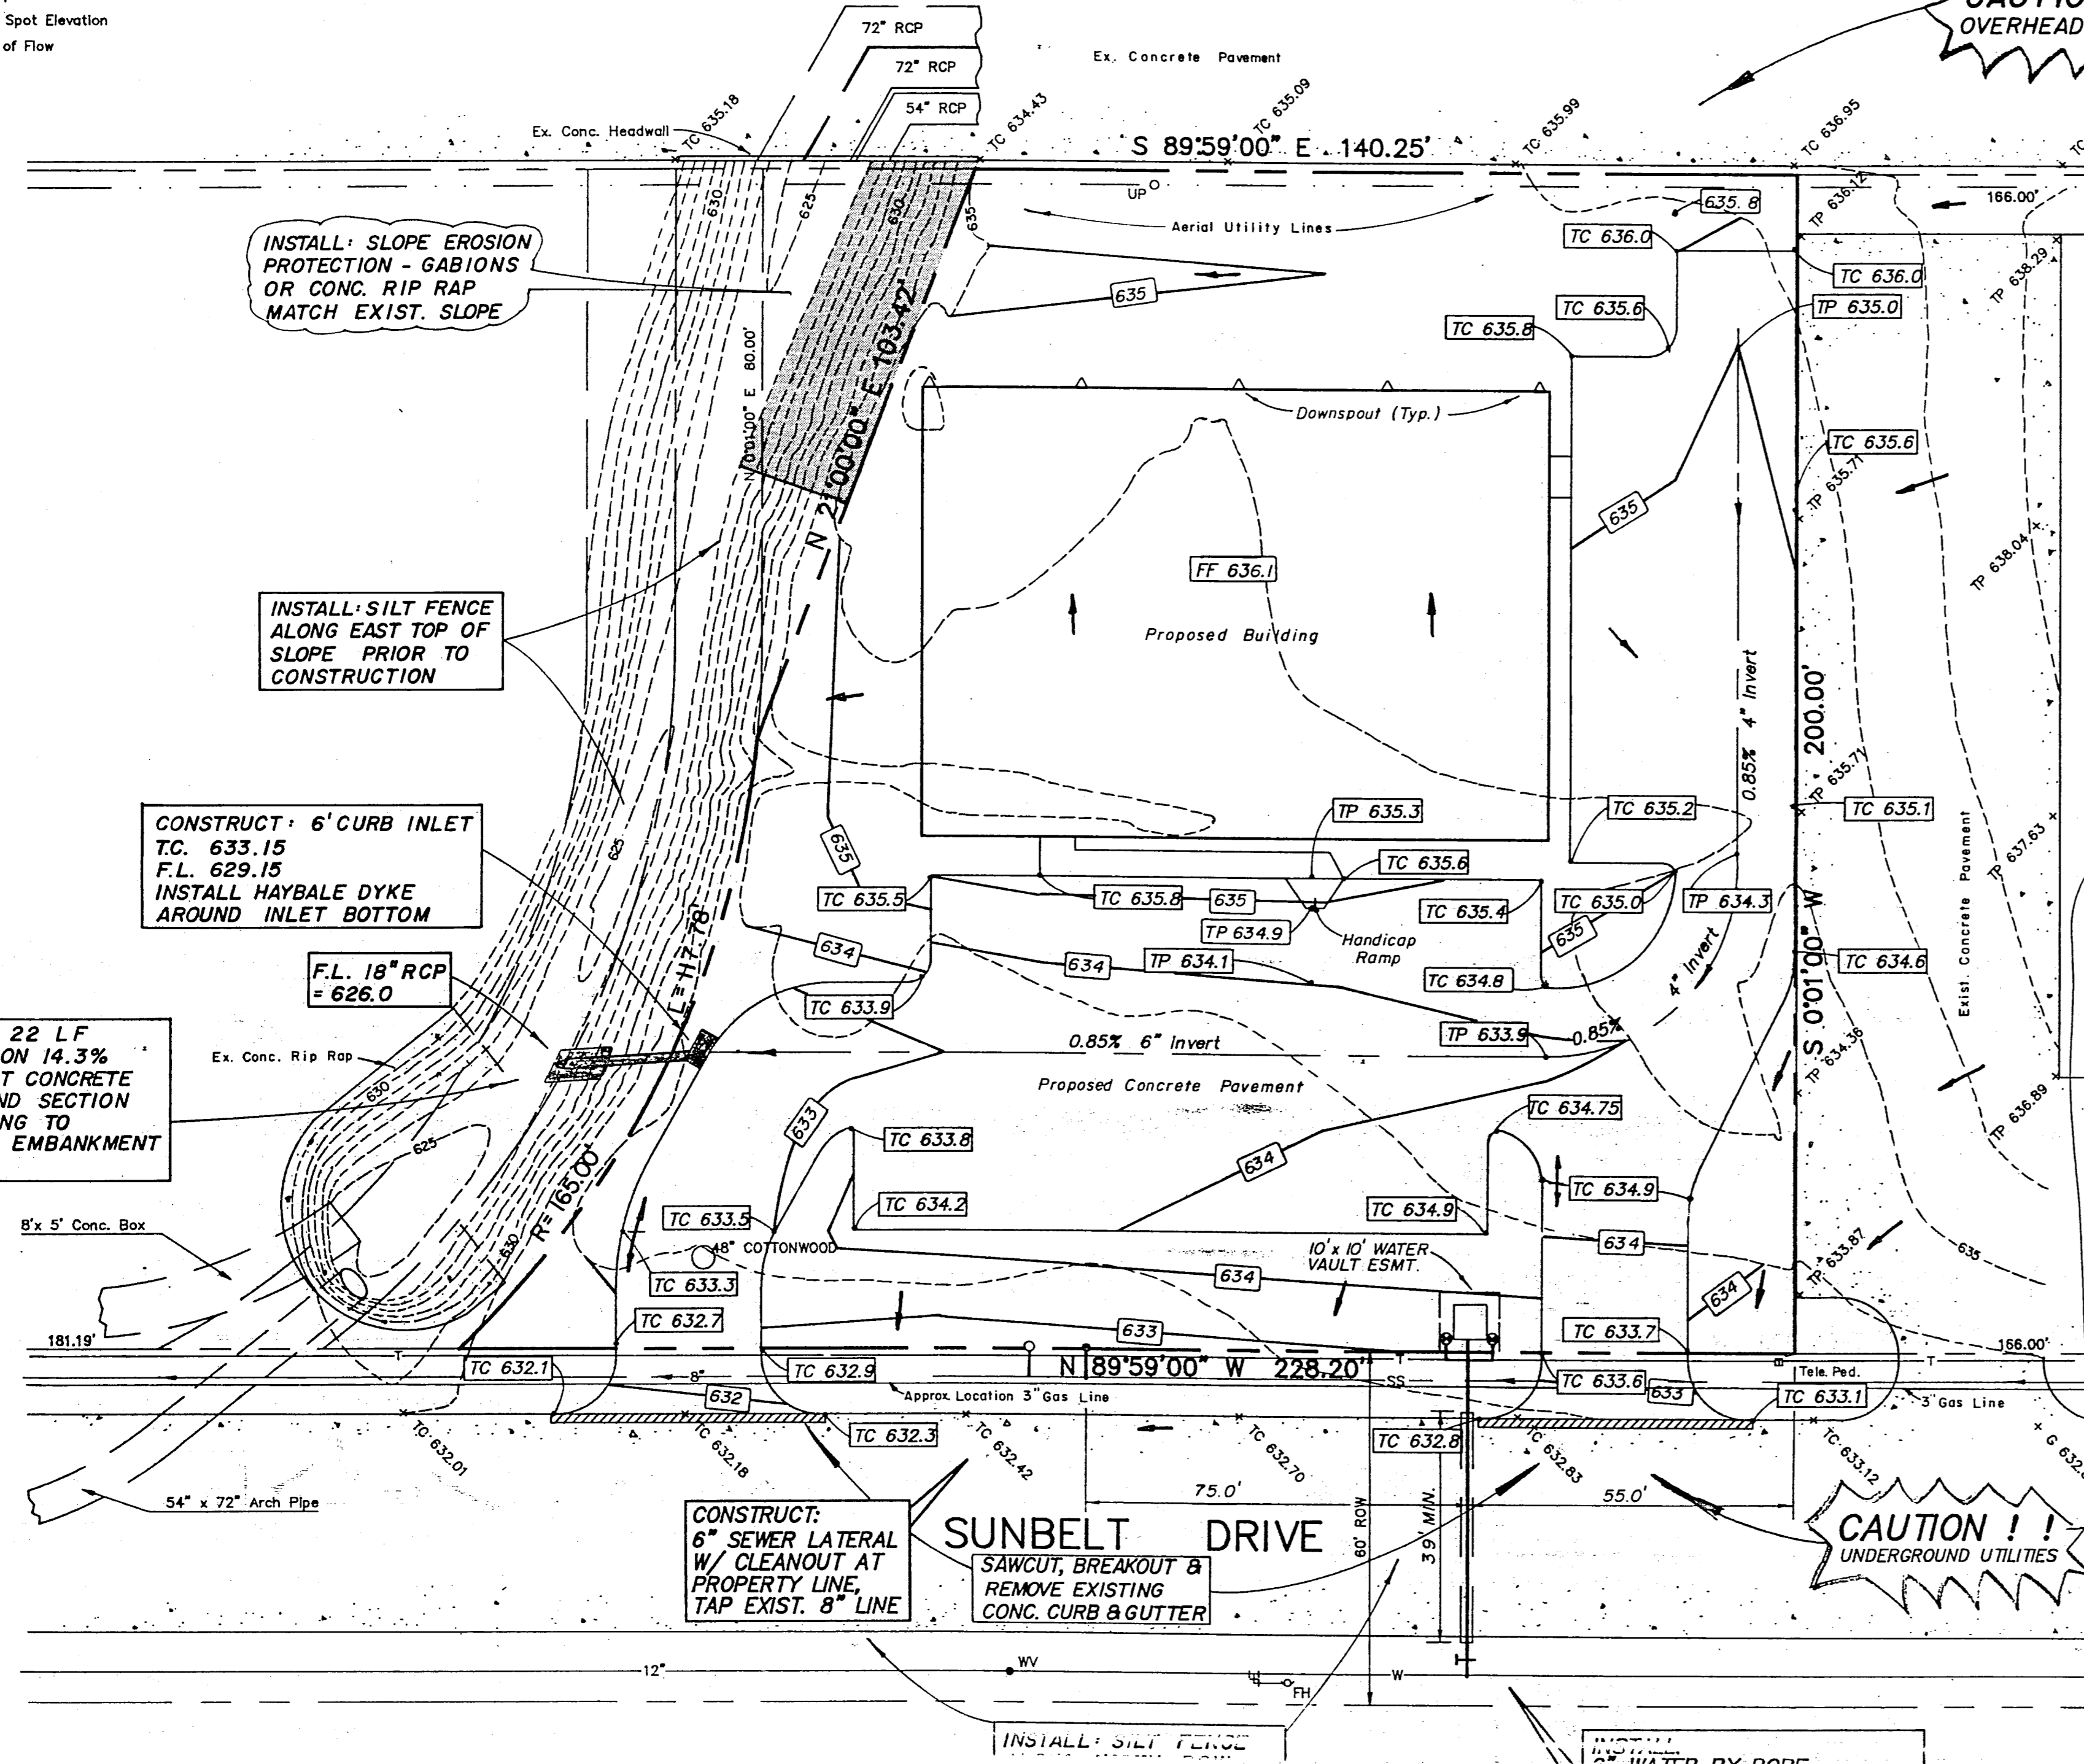 Spot Elevation
of Flow
72" RCP
72" RCP
54" RCP
Ex. Concrete Pavement
OVERHEAD
Ex. Conc. Headwall
TC 635.18
TC 634.43
TC 635.09
TC 635.99
TC 636.95
S 89°59'00" E 140.25'
UP
Aerial Utility Lines
635.8
TP 636.12
166.00'
630
625
630
635
INSTALL: SLOPE EROSION
PROTECTION - GABIONS
OR CONC. RIP RAP
MATCH EXIST. SLOPE
TC 636.0
TC 636.0
TP 638.29
635
TC 635.6
TP 635.0
TC 635.8
N 0°01'00" E 80.00'
N 21°00'00" E 103.42'
Downspout (Typ.)
TC 635.6
TP 635.71
635
FF 636.1
TP 638.04
Proposed Building
INSTALL: SILT FENCE
ALONG EAST TOP OF
SLOPE PRIOR TO
CONSTRUCTION
0.85% 4" Invert
S 0°01'00" W 200.00'
TP 635.71
CONSTRUCT: 6' CURB INLET
T.C. 633.15
F.L. 629.15
INSTALL HAYBALE DYKE
AROUND INLET BOTTOM
625
635
TP 635.3
TC 635.2
TC 635.1
TP 637.63
Exist. Concrete Pavement
TC 635.6
TC 635.5
TC 635.8
635
TC 635.4
TC 635.0
TP 634.3
TP 634.9
Handicap
Ramp
635
L = 117.78'
634
634
TP 634.1
TC 634.8
4" Invert
TC 634.6
F.L. 18" RCP
= 626.0
TC 633.9
0.85% 6" Invert
TP 633.9
0.85%
TP 634.36
22 LF
ON 14.3%
T CONCRETE
ND SECTION
NG TO
EMBANKMENT
Ex. Conc. Rip Rap
630
Proposed Concrete Pavement
TC 634.75
TP 636.89
633
625
TC 633.8
634
R = 165.00'
TC 634.9
8'x 5' Conc. Box
TC 633.5
TC 634.2
TC 634.9
630
48" COTTONWOOD
10' x 10' WATER
VAULT ESMT.
634
635
TP 633.87
TC 633.3
634
634
181.19'
TC 632.7
633
TC 633.7
166.00'
T
TC 632.1
8"
TC 632.9
N 89°59'00" W 228.20'
T
SS
TC 633.6
633
Tele. Ped.
T
TC 633.1
3" Gas Line
632
Approx. Location 3" Gas Line
TC 632.3
TC 632.8
TC 632.01
TC 632.18
TC 632.42
TC 632.70
TC 632.83
TC 633.12
54" x 72" Arch Pipe
75.0'
55.0'
CONSTRUCT:
6" SEWER LATERAL
W/ CLEANOUT AT
PROPERTY LINE,
TAP EXIST. 8" LINE
SUNBELT DRIVE
60' ROW
39' MIN.
CAUTION ! !
UNDERGROUND UTILITIES
SAWCUT, BREAKOUT &
REMOVE EXISTING
CONC. CURB & GUTTER
12"
WV
W
FH
INSTALL: SILT FENCE